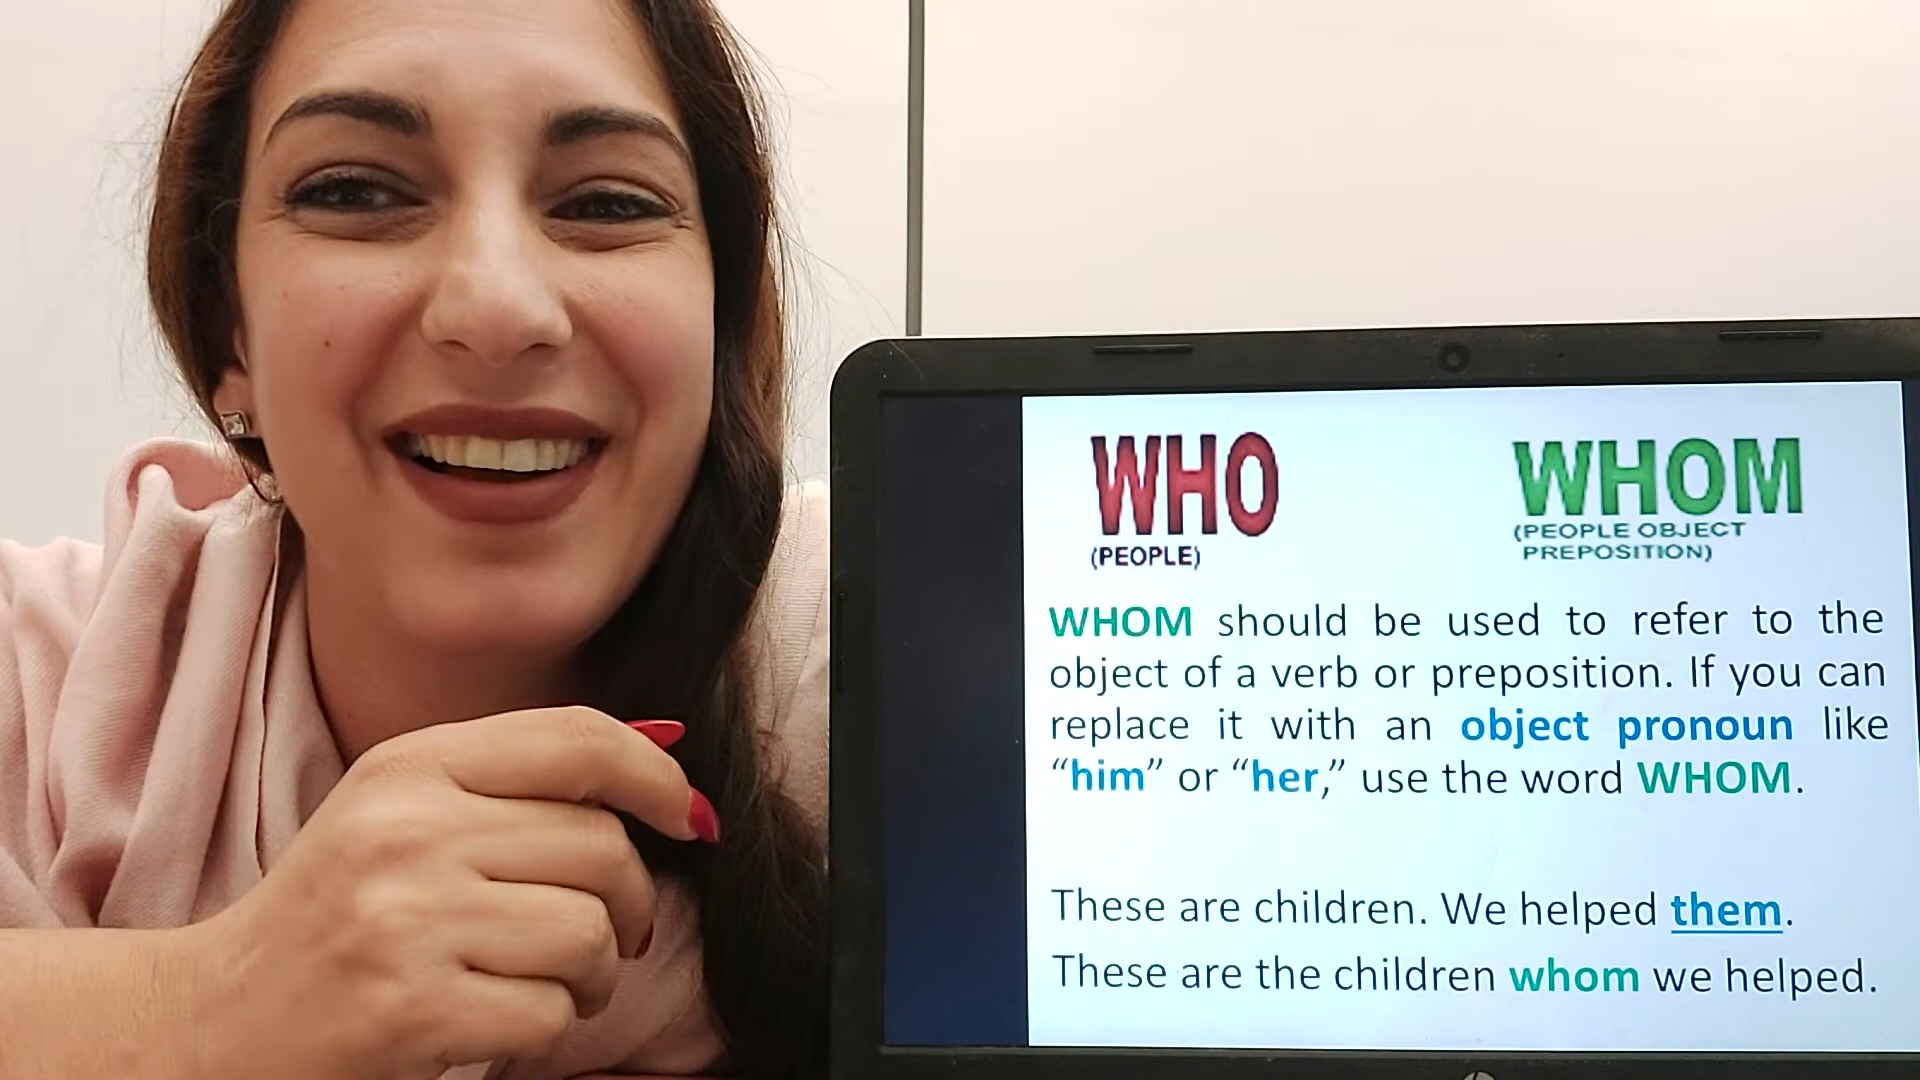 WHO
(PEOPLE)
WHOM
(PEOPLE OBJECT
PREPOSITION)
WHOM should be used to refer to the
object of a verb or preposition. If you can
replace it with an object pronoun like
“him” or “her,” use the word WHOM.
These are children. We helped them.
These are the children whom we helped.